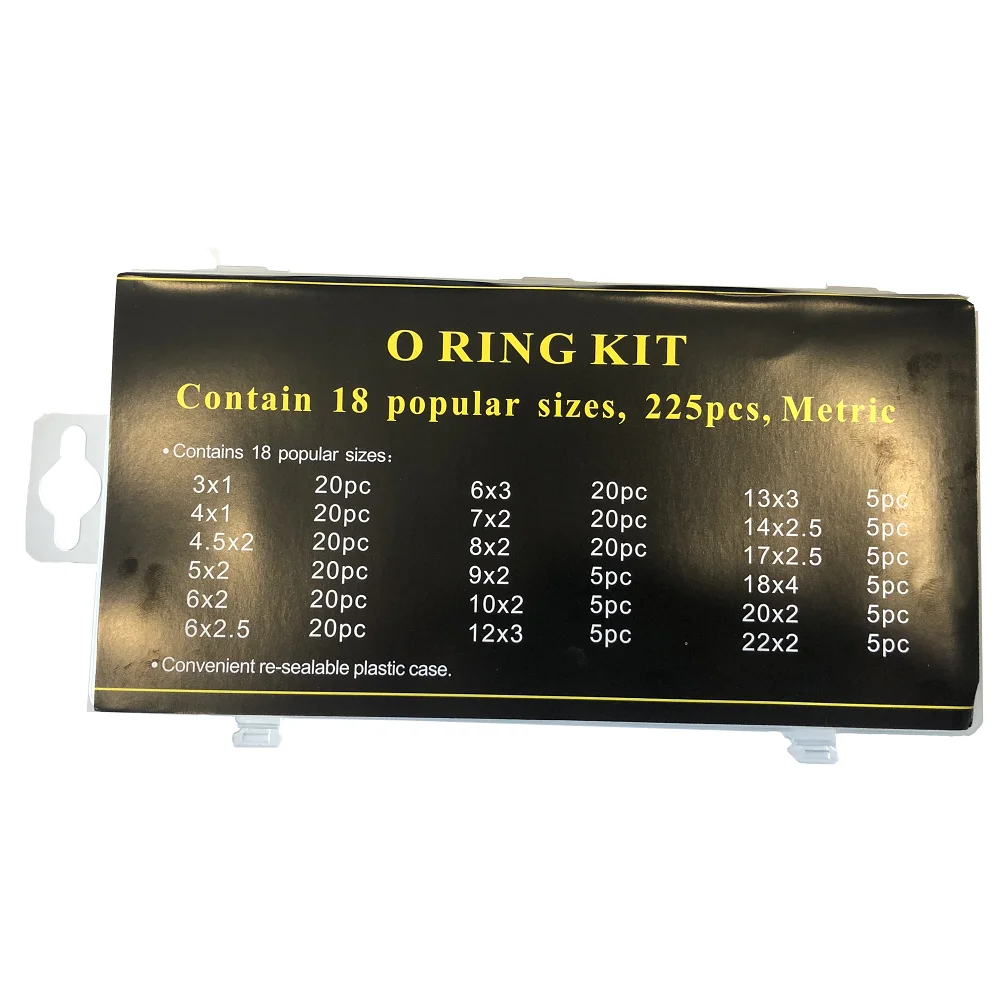 O RING KIT
Contain 18 popular sizes, 225pcs, Metric
•Contains 18 popular sizes:
3x1 20pc 6x3 20pc 13x3 5pc
4x1 20pc 7x2 20pc 14x2.5 5pc
4.5x2 20pc 8x2 20pc 17x2.5 5pc
5x2 20pc 9x2 5pc 18x4 5pc
6x2 20pc 10x2 5pc 20x2 5pc
6x2.5 20pc 12x3 5pc 22x2 5pc
•Convenient re-sealable plastic case.